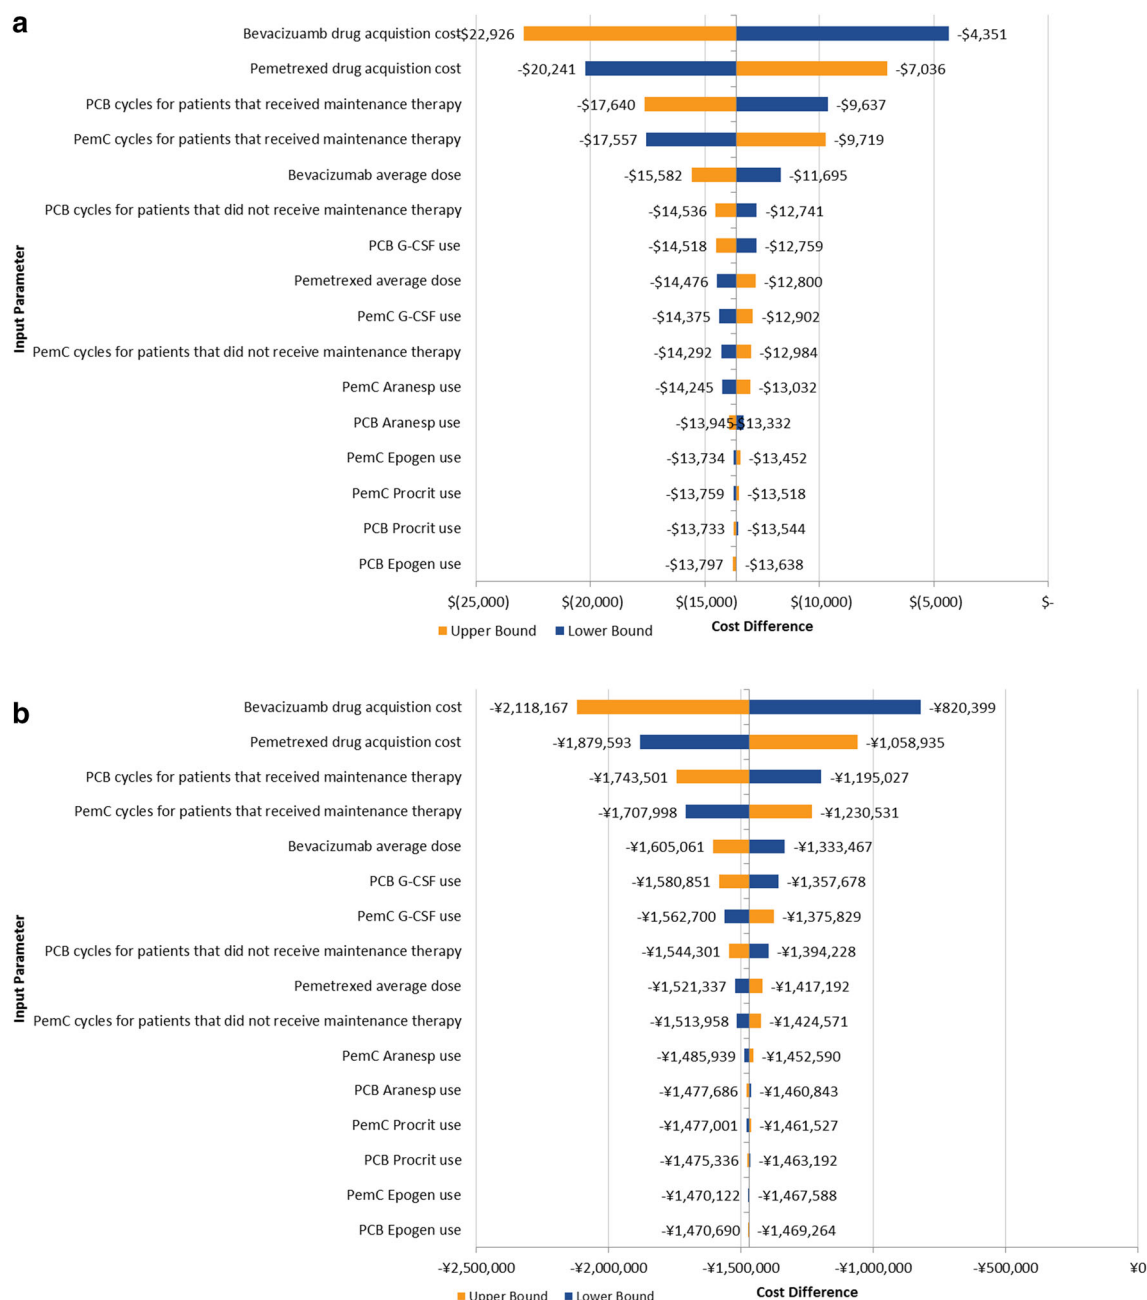 a
Bevacizuamb drug acquistion cost -$22,926 -$4,351
Pemetrexed drug acquistion cost -$20,241 -$7,036
PCB cycles for patients that received maintenance therapy -$17,640 -$9,637
PemC cycles for patients that received maintenance therapy -$17,557 -$9,719
Bevacizumab average dose -$15,582 -$11,695
PCB cycles for patients that did not receive maintenance therapy -$14,536 -$12,741
PCB G-CSF use -$14,518 -$12,759
Pemetrexed average dose -$14,476 -$12,800
PemC G-CSF use -$14,375 -$12,902
PemC cycles for patients that did not receive maintenance therapy -$14,292 -$12,984
PemC Aranesp use -$14,245 -$13,032
PCB Aranesp use -$13,945 -$13,332
PemC Epogen use -$13,734 -$13,452
PemC Procrit use -$13,759 -$13,518
PCB Procrit use -$13,733 -$13,544
PCB Epogen use -$13,797 -$13,638
Input Parameter
$(25,000) $(20,000) $(15,000) $(10,000) $(5,000) $-
Upper Bound Lower Bound Cost Difference
b
Bevacizuamb drug acquistion cost -¥2,118,167 -¥820,399
Pemetrexed drug acquistion cost -¥1,879,593 -¥1,058,935
PCB cycles for patients that received maintenance therapy -¥1,743,501 -¥1,195,027
PemC cycles for patients that received maintenance therapy -¥1,707,998 -¥1,230,531
Bevacizumab average dose -¥1,605,061 -¥1,333,467
PCB G-CSF use -¥1,580,851 -¥1,357,678
PemC G-CSF use -¥1,562,700 -¥1,375,829
PCB cycles for patients that did not receive maintenance therapy -¥1,544,301 -¥1,394,228
Pemetrexed average dose -¥1,521,337 -¥1,417,192
PemC cycles for patients that did not receive maintenance therapy -¥1,513,958 -¥1,424,571
PemC Aranesp use -¥1,485,939 -¥1,452,590
PCB Aranesp use -¥1,477,686 -¥1,460,843
PemC Procrit use -¥1,477,001 -¥1,461,527
PCB Procrit use -¥1,475,336 -¥1,463,192
PemC Epogen use -¥1,470,122 -¥1,467,588
PCB Epogen use -¥1,470,690 -¥1,469,264
Input Parameter
-¥2,500,000 -¥2,000,000 -¥1,500,000 -¥1,000,000 -¥500,000 ¥0
Upper Bound Lower Bound Cost Difference